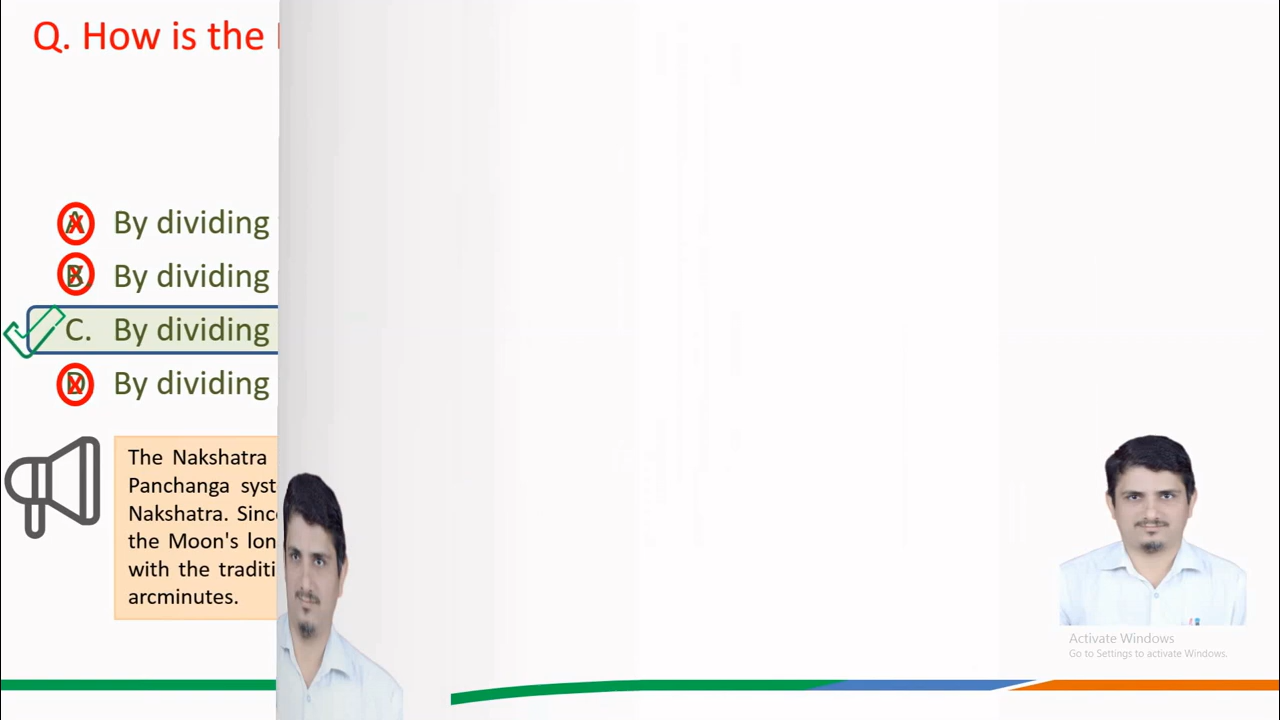 Q. How is the
A. By dividing
B. By dividing
C. By dividing
D By dividing
The Nakshatra
Panchanga syst
Nakshatra. Since
the Moon's lon
with the traditi
arcminutes.
Activate Windows
Go to Settings to activate Windows.